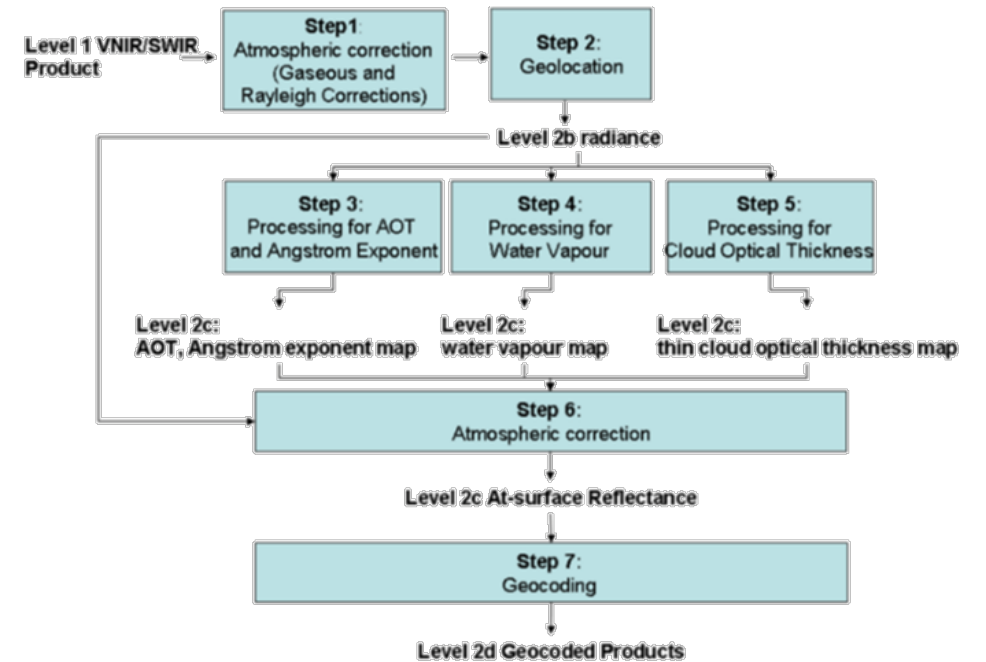 Level 1 VNIR/SWIR
Product
Step1:
Atmospheric correction
(Gaseous and
Rayleigh Corrections)
Step 2:
Geolocation
Level 2b radiance
Step 3:
Processing for AOT
and Angstrom Exponent
Step 4:
Processing for
Water Vapour
Step 5:
Processing for
Cloud Optical Thickness
Level 2c:
AOT, Angstrom exponent map
Level 2c:
water vapour map
Level 2c:
thin cloud optical thickness map
Step 6:
Atmospheric correction
Level 2c At-surface Reflectance
Step 7:
Geocoding
Level 2d Geocoded Products